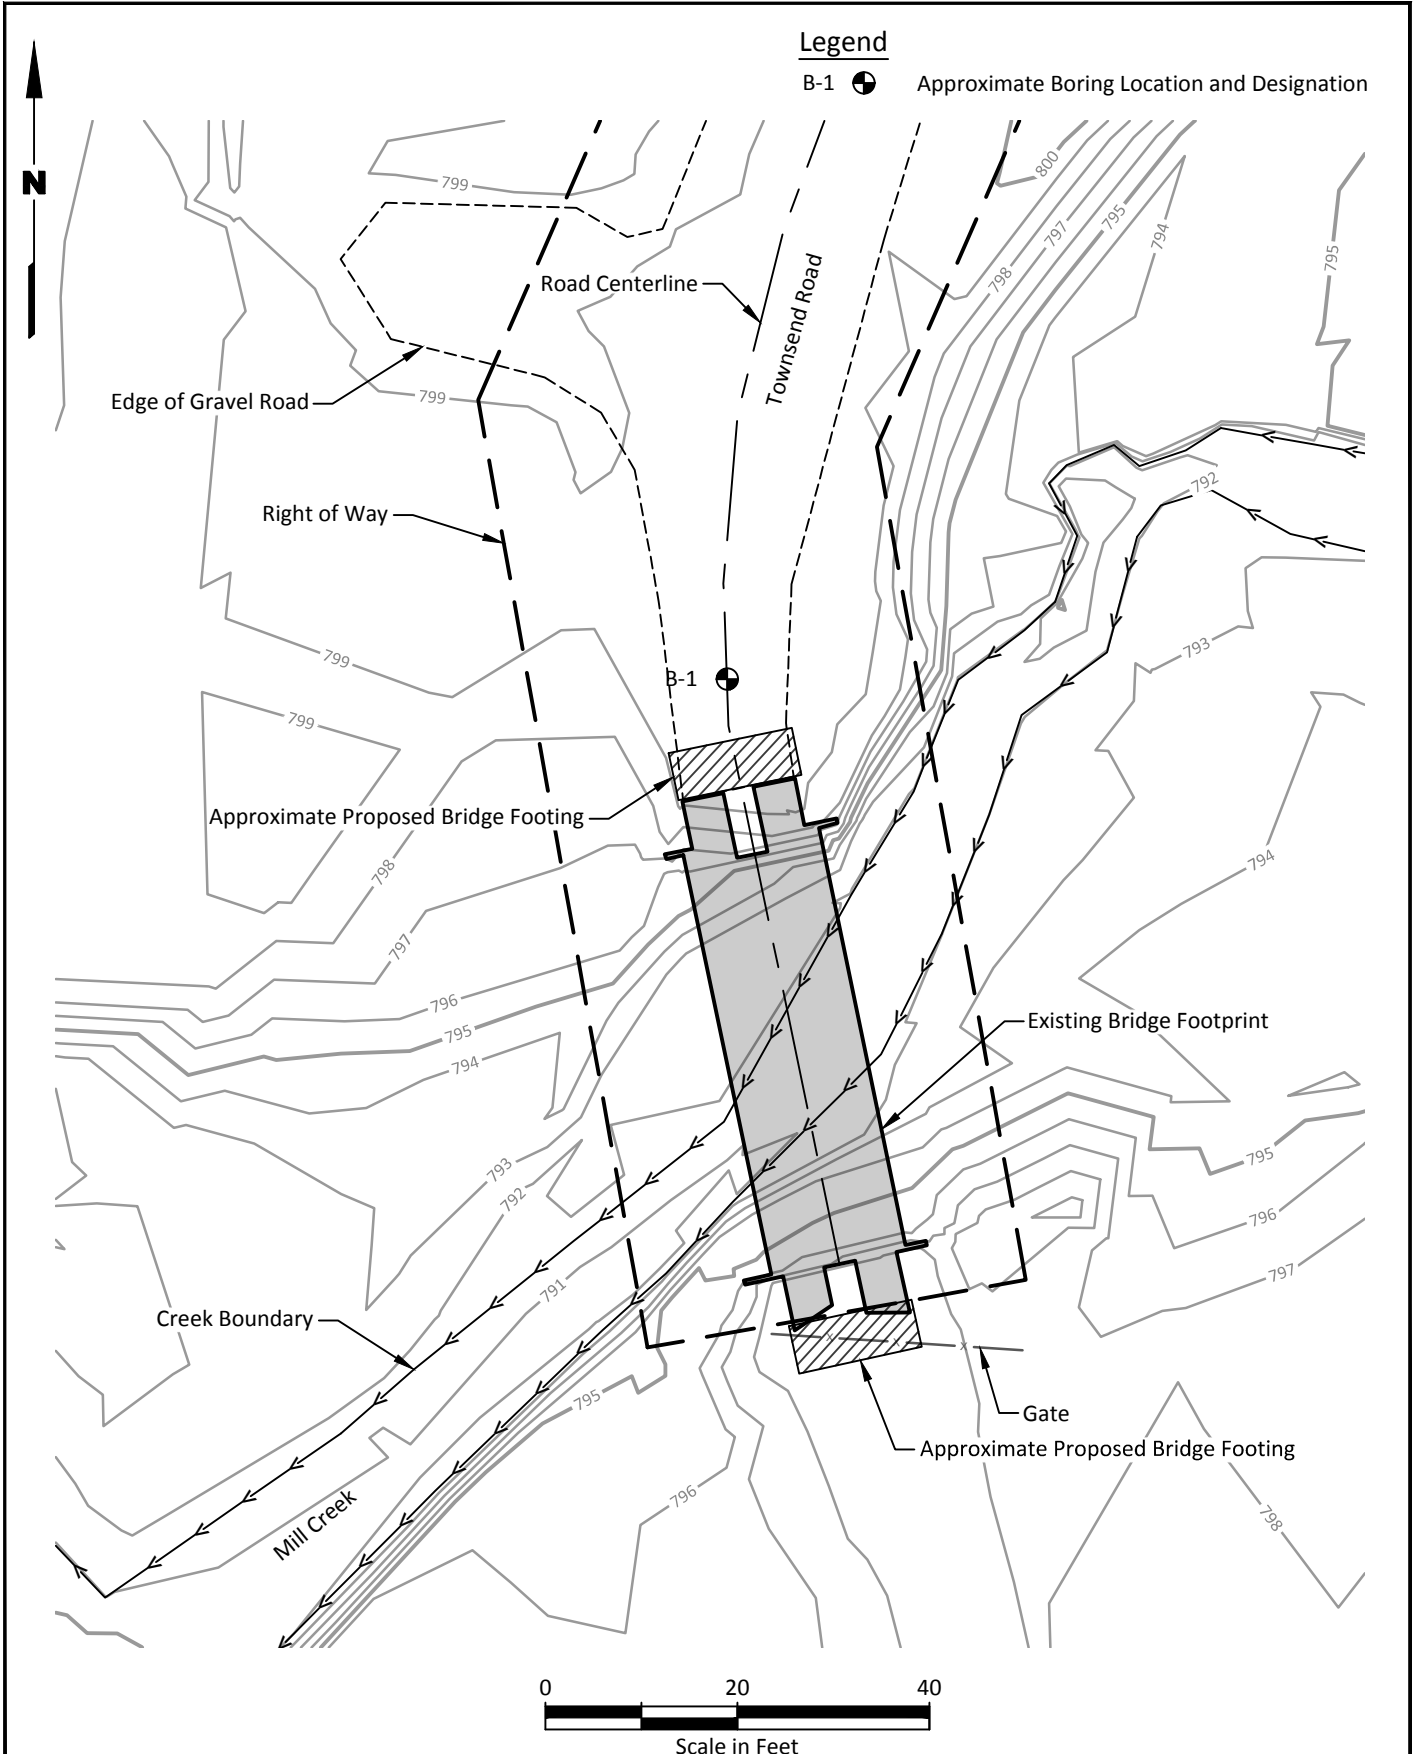 Legend
B-1 Approximate Boring Location and Designation
N
799
800
797
795
798
794
795
Road Centerline
Townsend Road
Edge of Gravel Road
799
792
Right of Way
799
793
B-1
799
Approximate Proposed Bridge Footing
798
794
797
796
795
794
Existing Bridge Footprint
793
792
795
796
797
791
Creek Boundary
x x x
795
Gate
Approximate Proposed Bridge Footing
796
798
Mill Creek
0 20 40
Scale in Feet